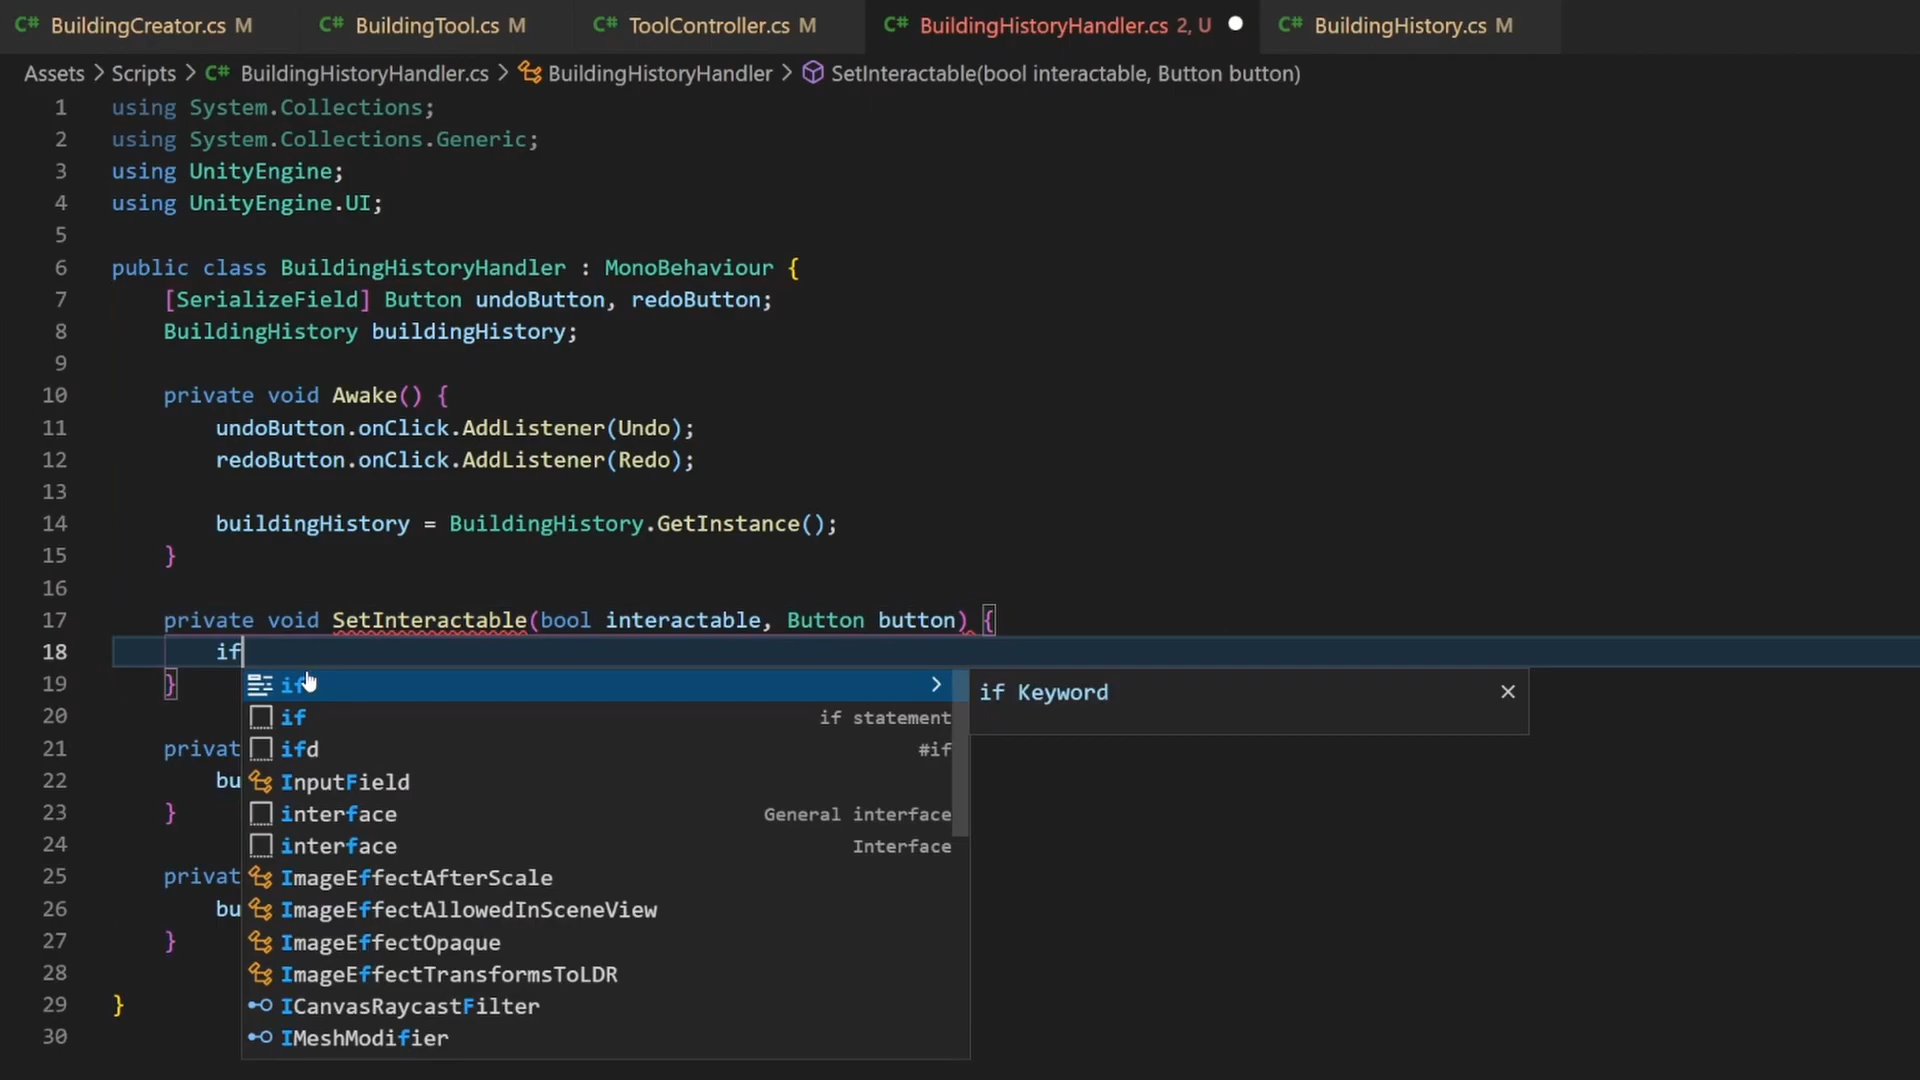 C# BuildingCreator.cs M C# BuildingTool.cs M C# ToolController.cs M C# BuildingHistoryHandler.cs 2, U C# BuildingHistory.cs M
Assets > Scripts > C# BuildingHistoryHandler.cs > BuildingHistoryHandler > SetInteractable(bool interactable, Button button)
1 using System.Collections;
2 using System.Collections.Generic;
3 using UnityEngine;
4 using UnityEngine.UI;
5
6 public class BuildingHistoryHandler : MonoBehaviour {
7 [SerializeField] Button undoButton, redoButton;
8 BuildingHistory buildingHistory;
9
10 private void Awake() {
11 undoButton.onClick.AddListener(Undo);
12 redoButton.onClick.AddListener(Redo);
13
14 buildingHistory = BuildingHistory.GetInstance();
15 }
16
17 private void SetInteractable(bool interactable, Button button) {
18 if
19 } if if Keyword ×
20 if if statement
21 privat ifd #if
22 bu InputField
23 } interface General interface
24 interface Interface
25 privat ImageEffectAfterScale
26 bu ImageEffectAllowedInSceneView
27 } ImageEffectOpaque
28 ImageEffectTransformsToLDR
29 } ICanvasRaycastFilter
30 IMeshModifier